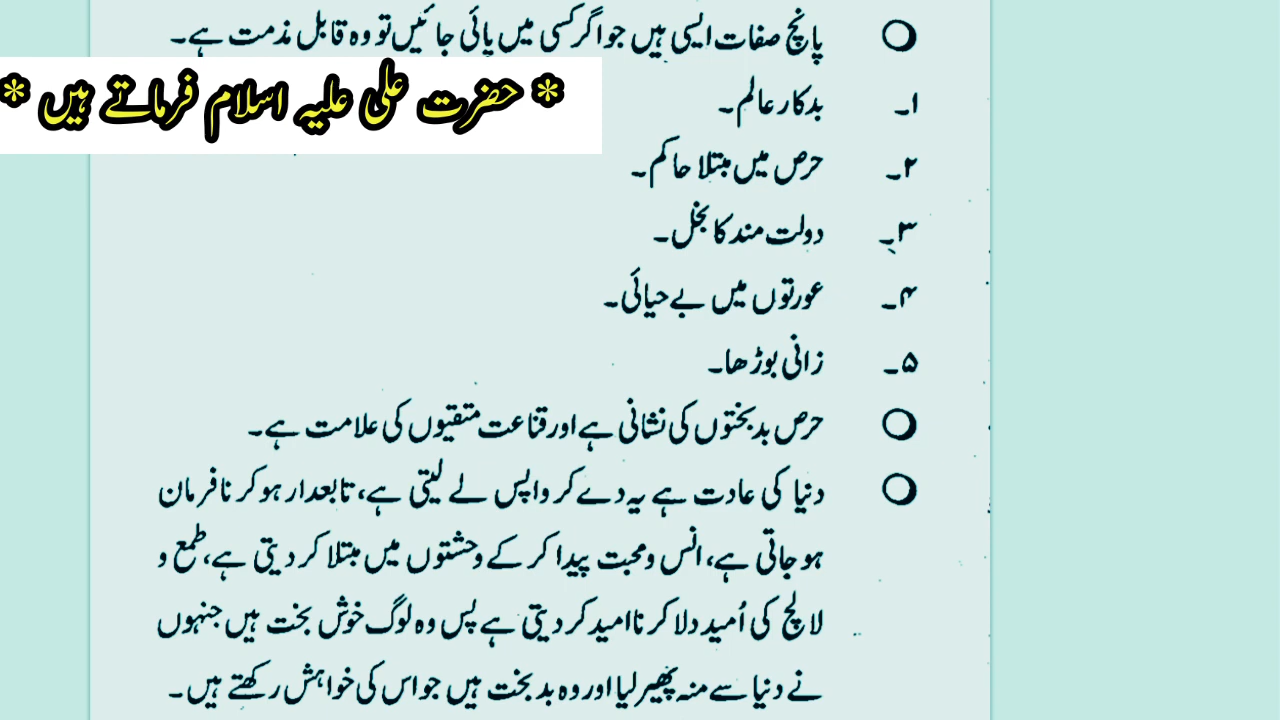 پانچ صفات ایسی ہیں جو اگر کسی میں پائی جائیں تو وہ قابل مذمت ہے۔
* حضرت علی علیہ اسلام فرماتے ہیں *
۱۔ بدکار عالم۔
۲۔ حرص میں مبتلا حاکم۔
۳۔ دولت مند کا بخل۔
۴۔ عورتوں میں بے حیائی۔
۵۔ زانی بوڑھا۔
حرص بدبختوں کی نشانی ہے اور قناعت متقیوں کی علامت ہے۔
دنیا کی عادت ہے یہ دے کر واپس لے لیتی ہے، تابعدار ہو کر نافرمان
ہو جاتی ہے، انس و محبت پیدا کر کے وحشتوں میں مبتلا کر دیتی ہے، طمع و
لالچ کی اُمید دلا کر ناامید کر دیتی ہے پس وہ لوگ خوش بخت ہیں جنہوں
نے دنیا سے منہ پھیر لیا اور وہ بدبخت ہیں جو اس کی خواہش رکھتے ہیں۔